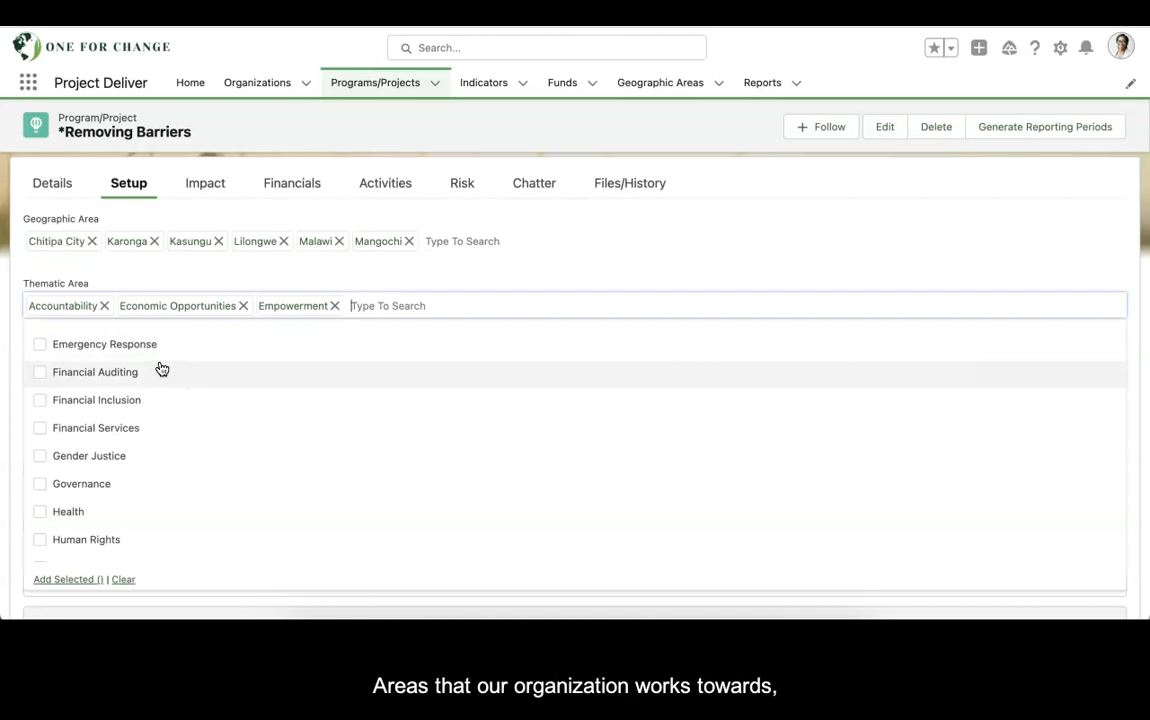 ONE FOR CHANGE
Search...
Project Deliver
Home
Organizations
Programs/Projects
Indicators
Funds
Geographic Areas
Reports
Program/Project
*Removing Barriers
Follow
Edit
Delete
Generate Reporting Periods
Details
Setup
Impact
Financials
Activities
Risk
Chatter
Files/History
Geographic Area
Chitipa City
Karonga
Kasungu
Lilongwe
Malawi
Mangochi
Type To Search
Thematic Area
Accountability
Economic Opportunities
Empowerment
Type To Search
Emergency Response
Financial Auditing
Financial Inclusion
Financial Services
Gender Justice
Governance
Health
Human Rights
Add Selected () | Clear
Areas that our organization works towards,